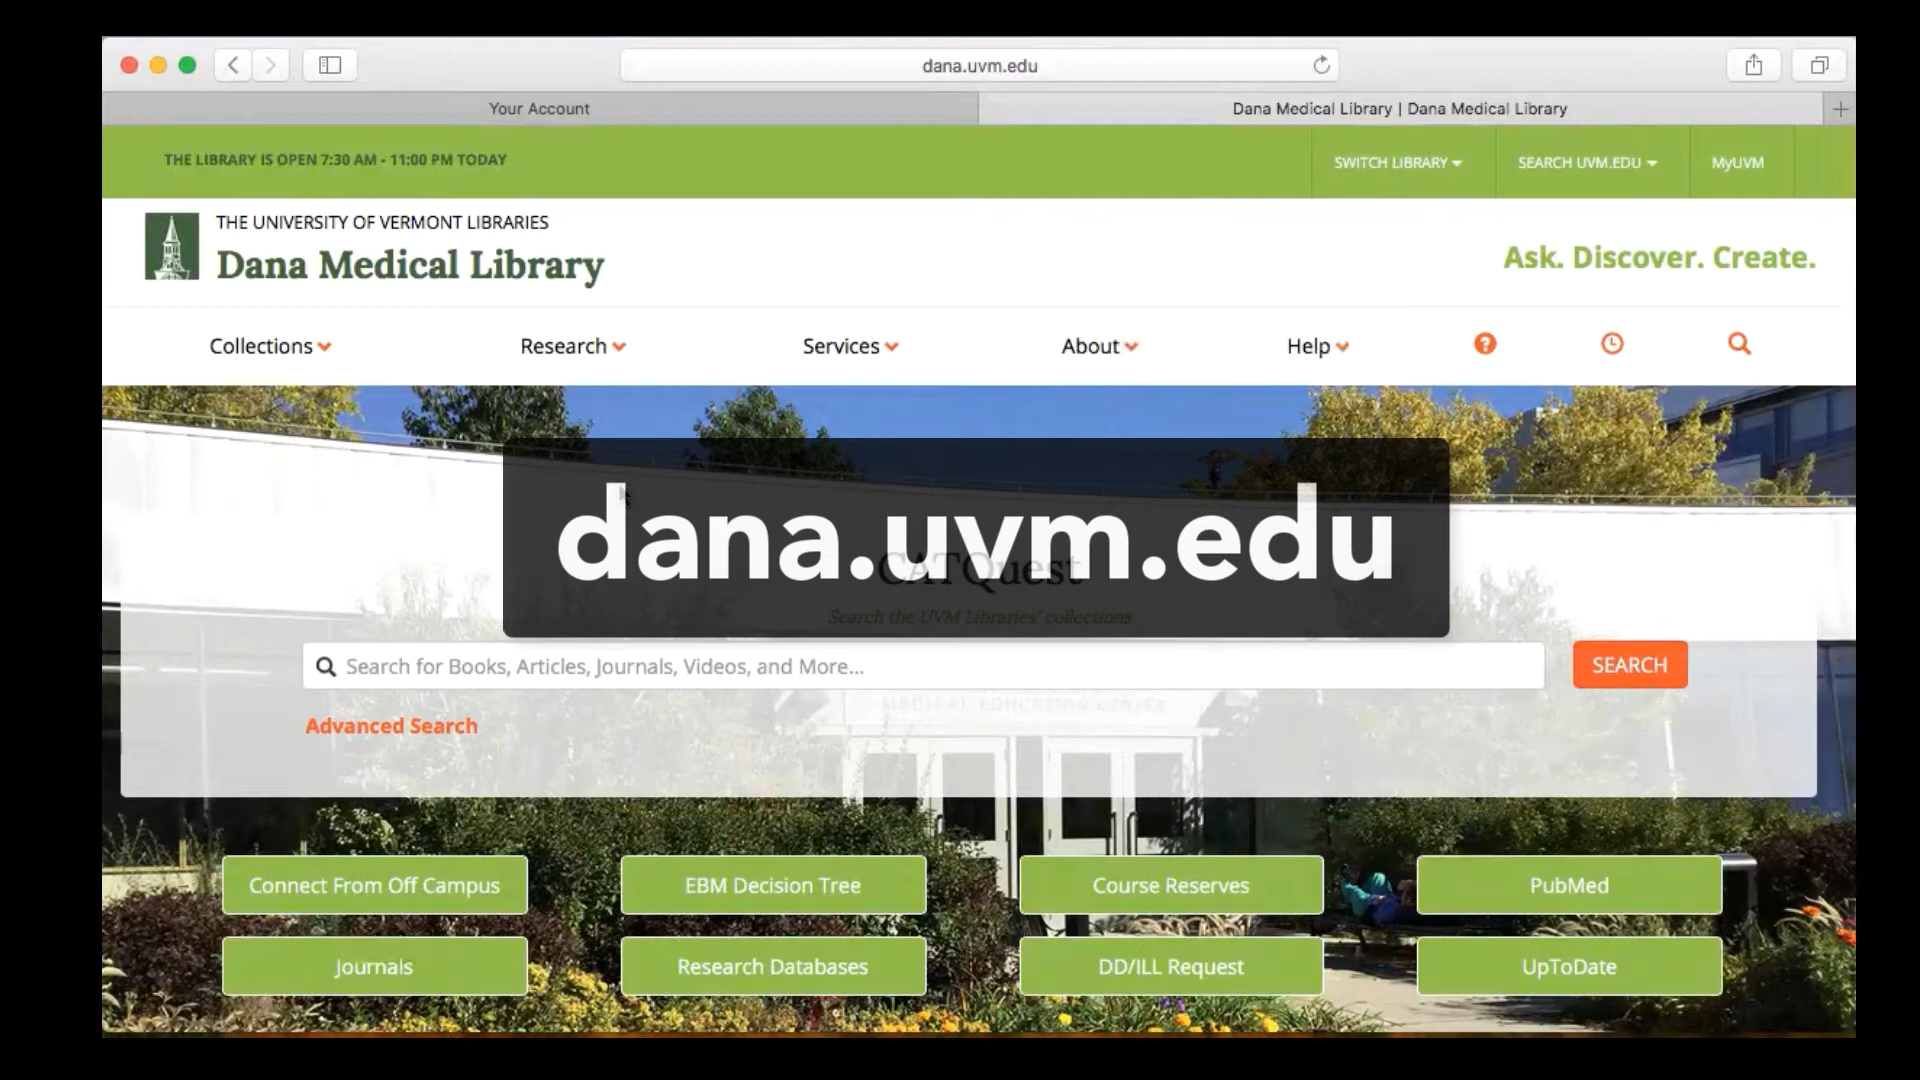 dana.uvm.edu
Your Account
Dana Medical Library | Dana Medical Library
THE LIBRARY IS OPEN 7:30 AM - 11:00 PM TODAY
SWITCH LIBRARY
SEARCH UVM.EDU
MyUVM
THE UNIVERSITY OF VERMONT LIBRARIES
Dana Medical Library
Ask. Discover. Create.
Collections
Research
Services
About
Help
dana.uvm.edu
CATQuest
Search the UVM Libraries' collections
Search for Books, Articles, Journals, Videos, and More...
SEARCH
MEDICAL EDUCATION CENTER
Advanced Search
Connect From Off Campus
EBM Decision Tree
Course Reserves
PubMed
Journals
Research Databases
DD/ILL Request
UpToDate